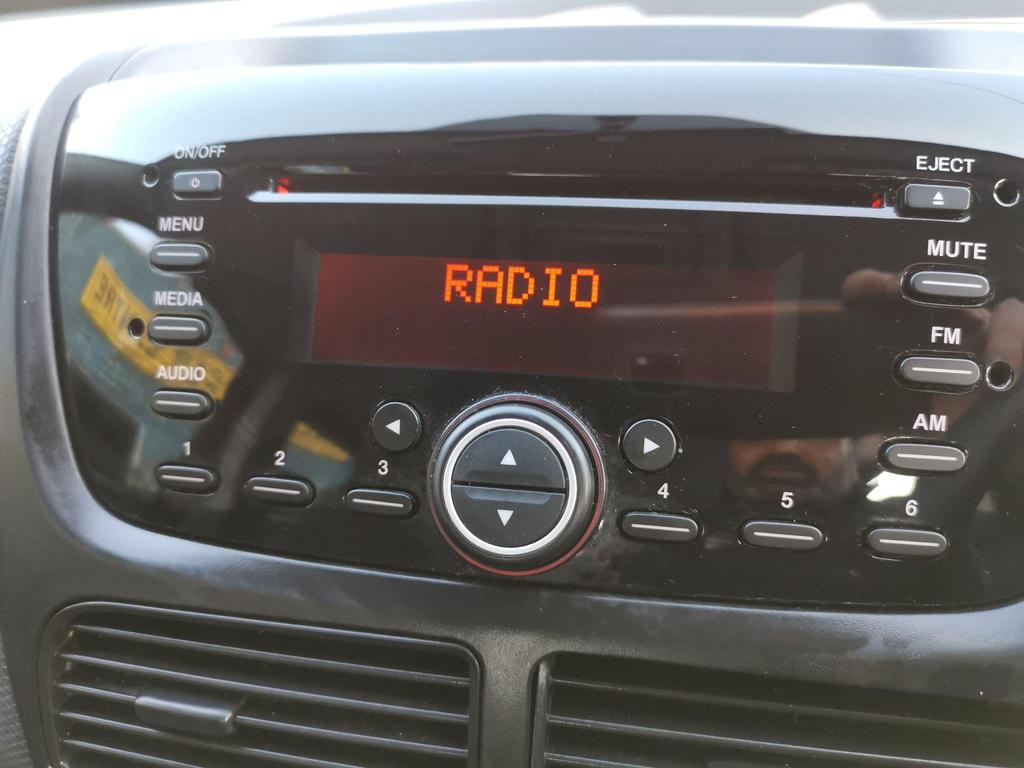 ON/OFF
EJECT
MENU
MUTE
RADIO
MEDIA
FM
AUDIO
AM
1
2
3
4
5
6